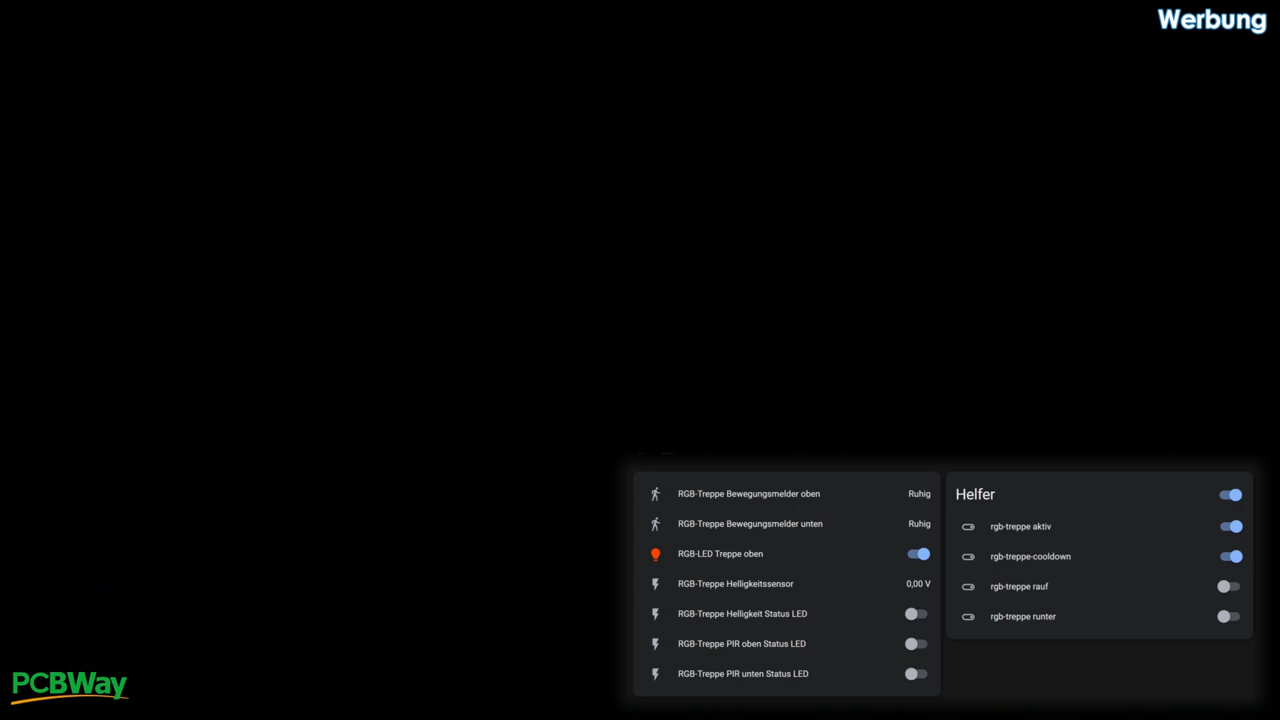 Werbung
RGB-Treppe Bewegungsmelder oben Ruhig
RGB-Treppe Bewegungsmelder unten Ruhig
RGB-LED Treppe oben
RGB-Treppe Helligkeitssensor 0,00 V
RGB-Treppe Helligkeit Status LED
RGB-Treppe PIR oben Status LED
RGB-Treppe PIR unten Status LED
Helfer
rgb-treppe aktiv
rgb-treppe-cooldown
rgb-treppe rauf
rgb-treppe runter
PCBWay